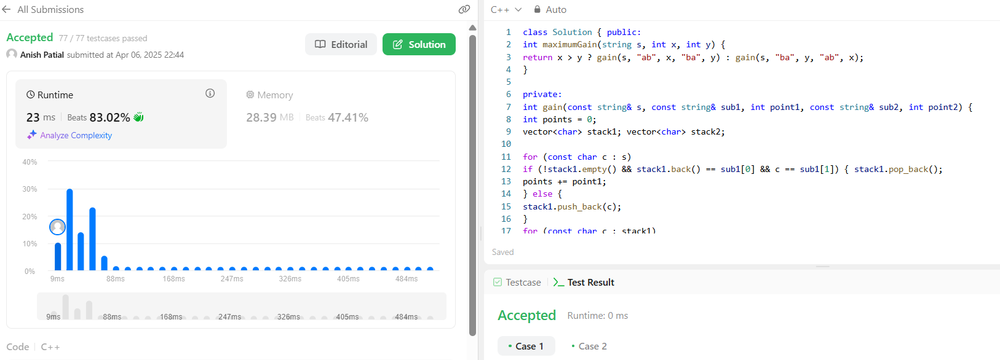 All Submissions
Accepted 77 / 77 testcases passed
Anish Patial submitted at Apr 06, 2025 22:44
Editorial
Solution
Runtime
23 ms Beats 83.02%
Analyze Complexity
Memory
28.39 MB Beats 47.41%
40%
30%
20%
10%
0%
9ms 88ms 168ms 247ms 326ms 405ms 484ms
9ms 88ms 168ms 247ms 326ms 405ms 484ms
Code C++
C++ Auto
1 class Solution { public:
2 int maximumGain(string s, int x, int y) {
3 return x > y ? gain(s, "ab", x, "ba", y) : gain(s, "ba", y, "ab", x);
4 }
5
6 private:
7 int gain(const string& s, const string& sub1, int point1, const string& sub2, int point2) {
8 int points = 0;
9 vector<char> stack1; vector<char> stack2;
10
11 for (const char c : s)
12 if (!stack1.empty() && stack1.back() == sub1[0] && c == sub1[1]) { stack1.pop_back();
13 points += point1;
14 } else {
15 stack1.push_back(c);
16 }
17 for (const char c : stack1)
Saved
Testcase
Test Result
Accepted Runtime: 0 ms
Case 1
Case 2